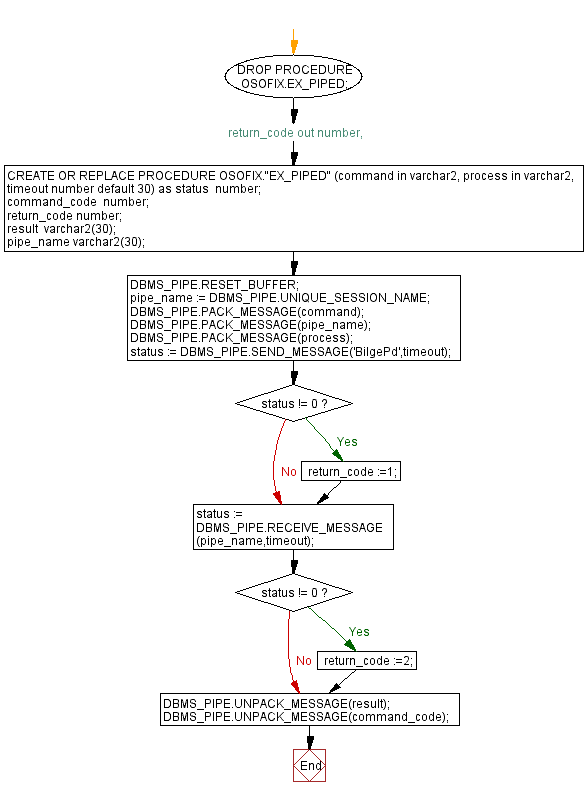 DROP PROCEDURE
OSOFIX.EX_PIPED;
return_code out number,
CREATE OR REPLACE PROCEDURE OSOFIX."EX_PIPED" (command in varchar2, process in varchar2,
timeout number default 30) as status  number;
command_code  number;
return_code number;
result  varchar2(30);
pipe_name varchar2(30);
DBMS_PIPE.RESET_BUFFER;
pipe_name := DBMS_PIPE.UNIQUE_SESSION_NAME;
DBMS_PIPE.PACK_MESSAGE(command);
DBMS_PIPE.PACK_MESSAGE(pipe_name);
DBMS_PIPE.PACK_MESSAGE(process);
status := DBMS_PIPE.SEND_MESSAGE('BilgePd',timeout);
status != 0 ?
Yes
No
return_code :=1;
status :=
DBMS_PIPE.RECEIVE_MESSAGE
(pipe_name,timeout);
status != 0 ?
Yes
No
return_code :=2;
DBMS_PIPE.UNPACK_MESSAGE(result);
DBMS_PIPE.UNPACK_MESSAGE(command_code);
End